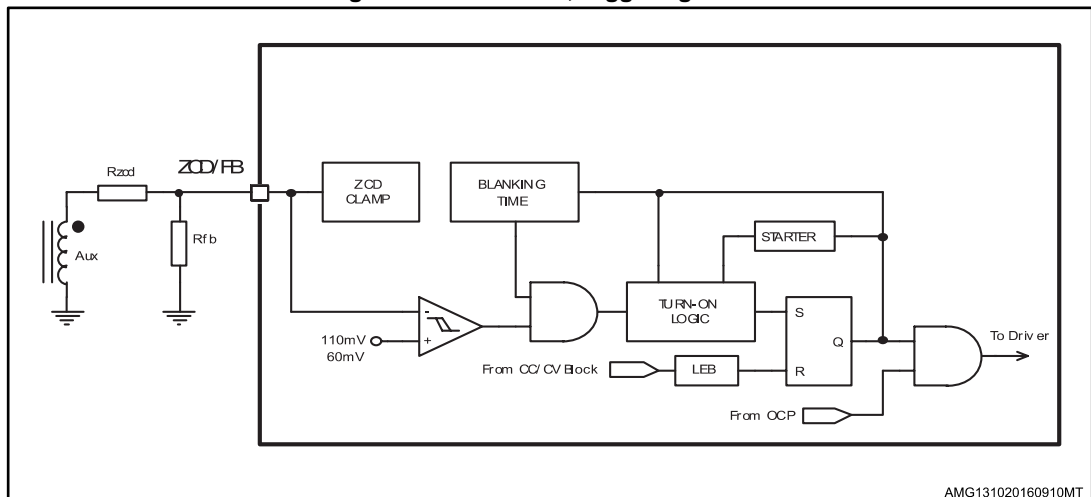 Rzcd
ZCD/FB
Rfb
Aux
ZCD
CLAMP
BLANKING
TIME
STARTER
TURN-ON
LOGIC
110mV
60mV
-
+
S
R
Q
From CC/CV Block
LEB
From OCP
To Driver
AMG131020160910MT